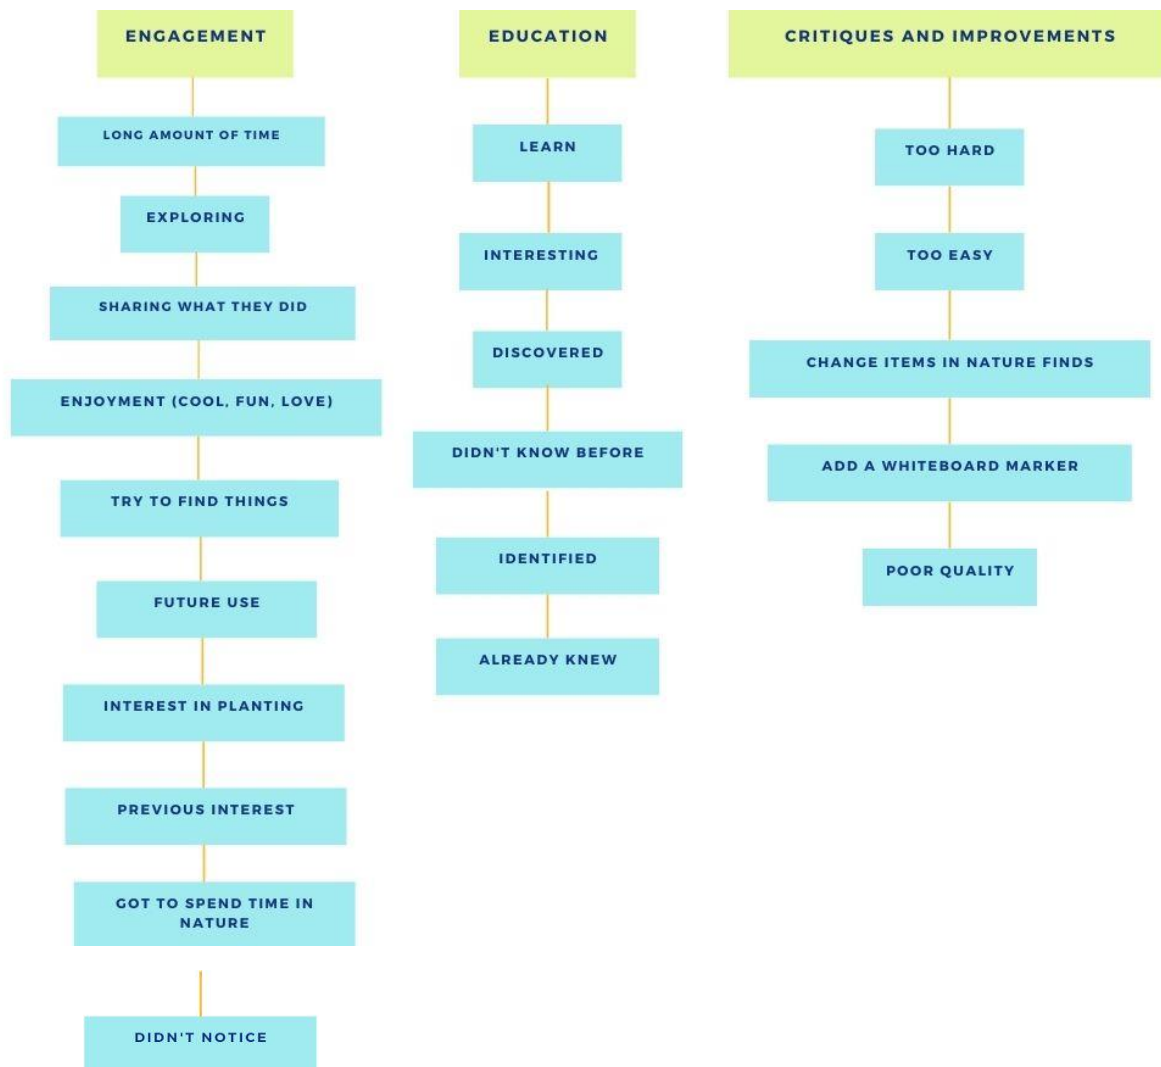 ENGAGEMENT
LONG AMOUNT OF TIME
EXPLORING
SHARING WHAT THEY DID
ENJOYMENT (COOL, FUN, LOVE)
TRY TO FIND THINGS
FUTURE USE
INTEREST IN PLANTING
PREVIOUS INTEREST
GOT TO SPEND TIME IN
NATURE
DIDN'T NOTICE
EDUCATION
LEARN
INTERESTING
DISCOVERED
DIDN'T KNOW BEFORE
IDENTIFIED
ALREADY KNEW
CRITIQUES AND IMPROVEMENTS
TOO HARD
TOO EASY
CHANGE ITEMS IN NATURE FINDS
ADD A WHITEBOARD MARKER
POOR QUALITY